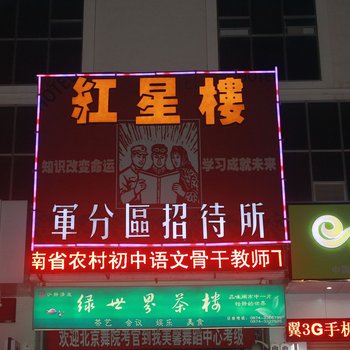 紅星樓
知识改变命运 学习成就未来
軍分區招待所
南省农村初中语文骨干教师
绿世界茶楼
茶艺 会议 娱乐 美食
翼3G手机
欢迎北京舞院考官到我美馨舞蹈中心考级